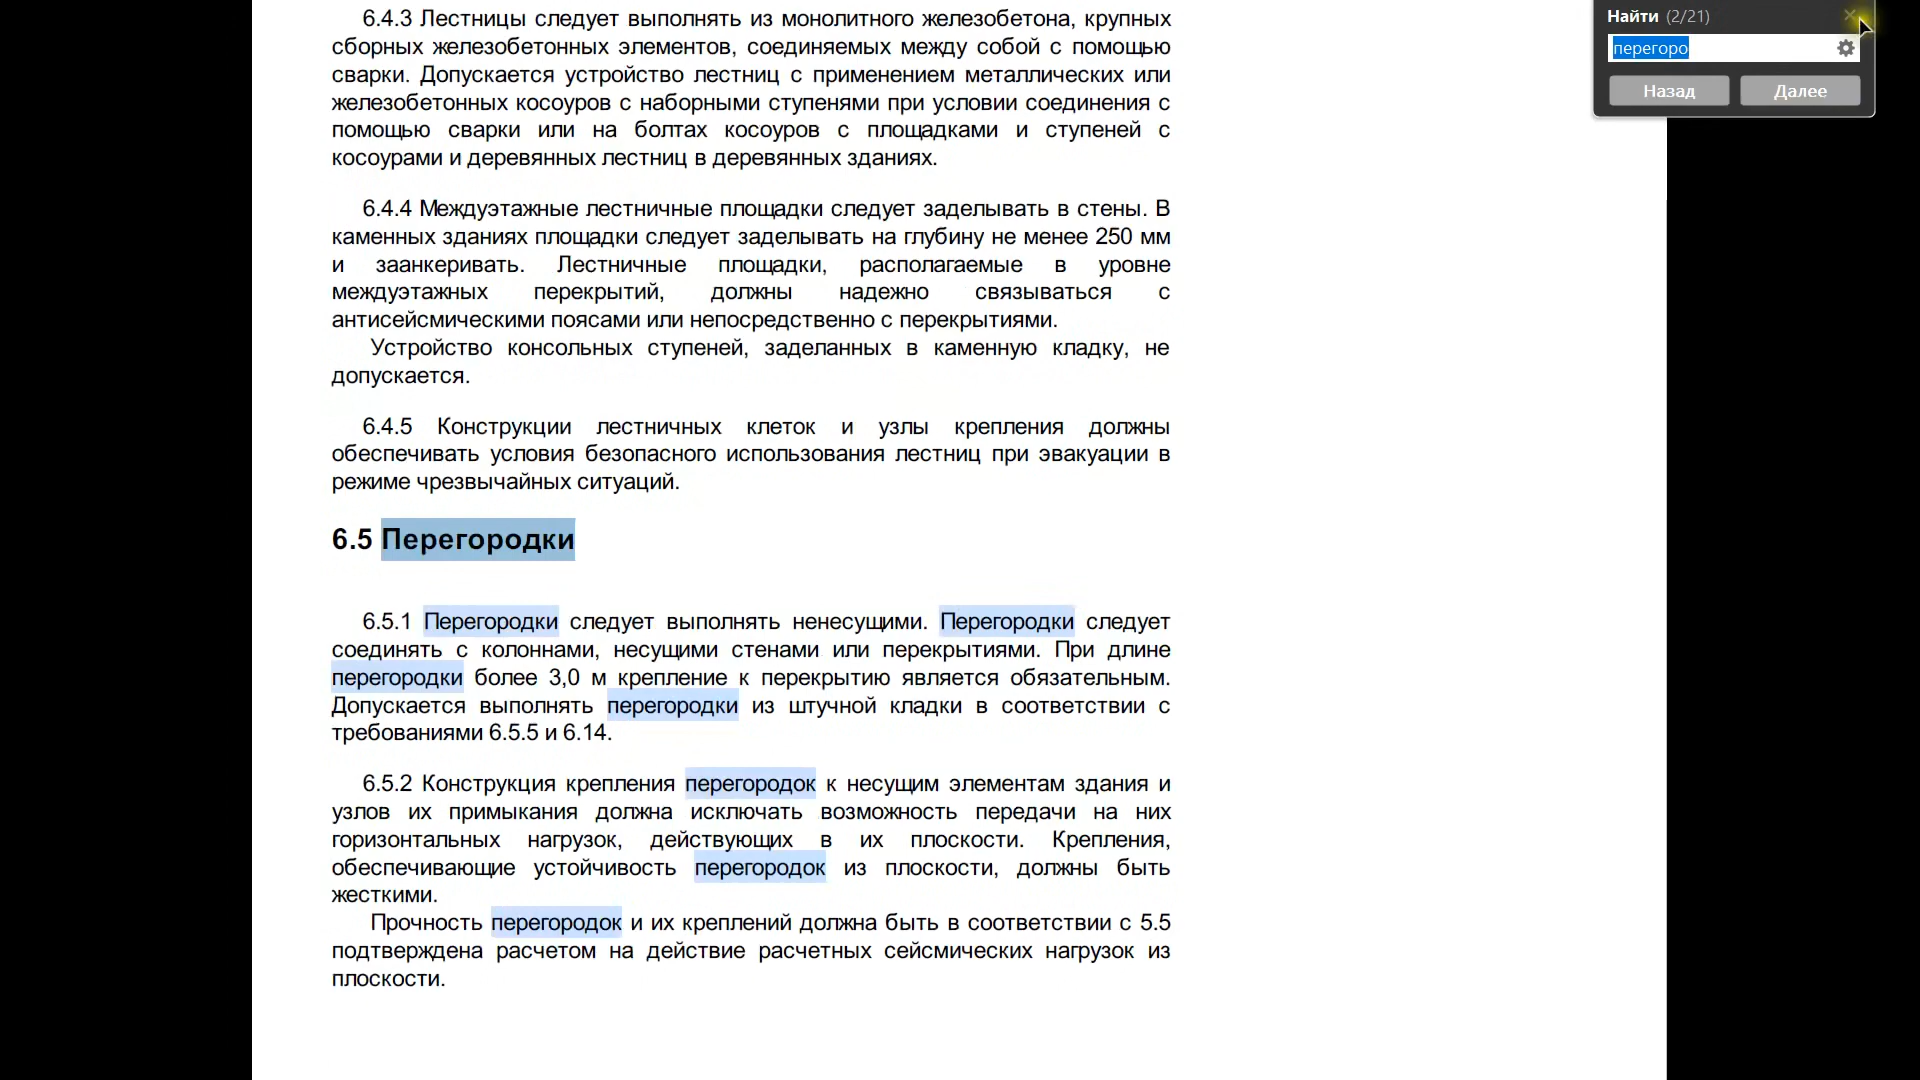 6.4.3 Лестницы следует выполнять из монолитного железобетона, крупных
сборных железобетонных элементов, соединяемых между собой с помощью
сварки. Допускается устройство лестниц с применением металлических или
железобетонных косоуров с наборными ступенями при условии соединения с
помощью сварки или на болтах косоуров с площадками и ступеней с
косоурами и деревянных лестниц в деревянных зданиях.
6.4.4 Междуэтажные лестничные площадки следует заделывать в стены. В
каменных зданиях площадки следует заделывать на глубину не менее 250 мм
и заанкеривать. Лестничные площадки, располагаемые в уровне
междуэтажных перекрытий, должны надежно связываться с
антисейсмическими поясами или непосредственно с перекрытиями.
Устройство консольных ступеней, заделанных в каменную кладку, не
допускается.
6.4.5 Конструкции лестничных клеток и узлы крепления должны
обеспечивать условия безопасного использования лестниц при эвакуации в
режиме чрезвычайных ситуаций.
6.5 Перегородки
6.5.1 Перегородки следует выполнять ненесущими. Перегородки следует
соединять с колоннами, несущими стенами или перекрытиями. При длине
перегородки более 3,0 м крепление к перекрытию является обязательным.
Допускается выполнять перегородки из штучной кладки в соответствии с
требованиями 6.5.5 и 6.14.
6.5.2 Конструкция крепления перегородок к несущим элементам здания и
узлов их примыкания должна исключать возможность передачи на них
горизонтальных нагрузок, действующих в их плоскости. Крепления,
обеспечивающие устойчивость перегородок из плоскости, должны быть
жесткими.
Прочность перегородок и их креплений должна быть в соответствии с 5.5
подтверждена расчетом на действие расчетных сейсмических нагрузок из
плоскости.
Найти (2/21)
перегоро
Назад Далее